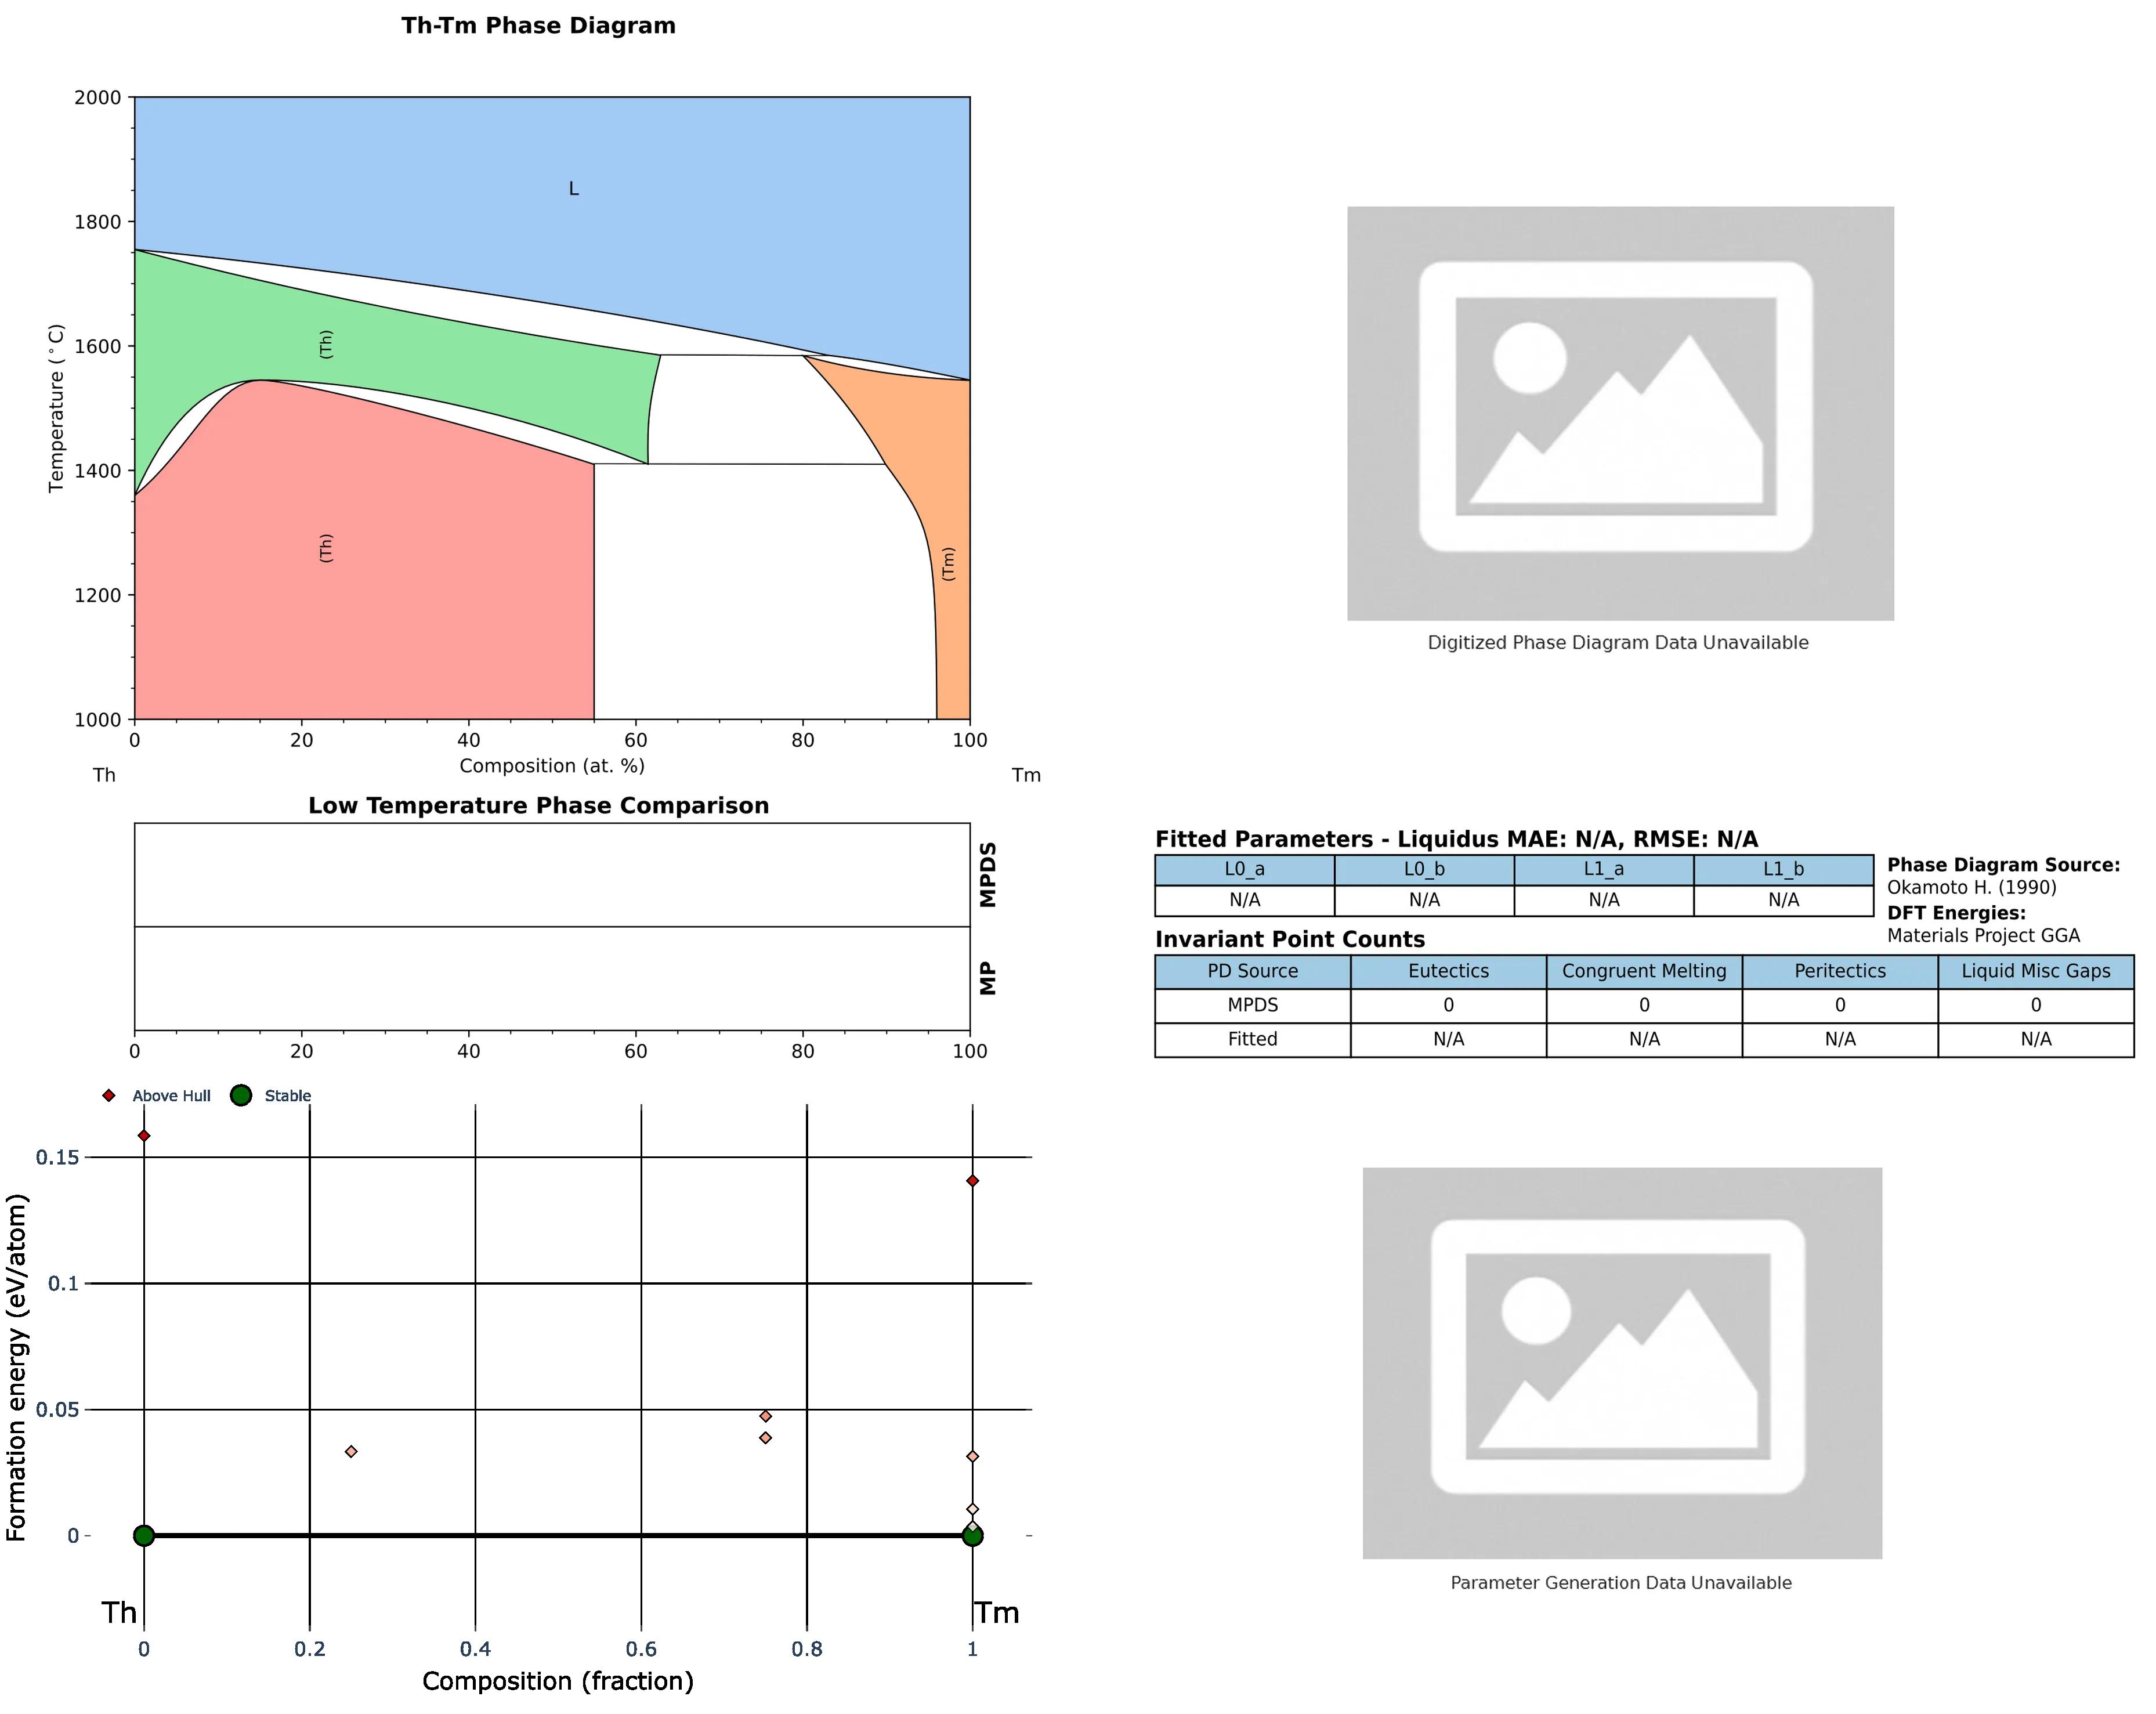 Th-Tm Phase Diagram
2000
1800
1600
1400
1200
1000
Temperature (°C)
L
(Th)
(Th)
(Tm)
0 20 40 60 80 100
Composition (at. %)
Th Tm
Digitized Phase Diagram Data Unavailable
Low Temperature Phase Comparison
MPDS
MP
0 20 40 60 80 100
Fitted Parameters - Liquidus MAE: N/A, RMSE: N/A
L0_a L0_b L1_a L1_b
N/A N/A N/A N/A
Phase Diagram Source:
Okamoto H. (1990)
DFT Energies:
Materials Project GGA
Invariant Point Counts
PD Source Eutectics Congruent Melting Peritectics Liquid Misc Gaps
MPDS 0 0 0 0
Fitted N/A N/A N/A N/A
Above Hull Stable
0.15
0.1
0.05
0
Formation energy (eV/atom)
Th Tm
0 0.2 0.4 0.6 0.8 1
Composition (fraction)
Parameter Generation Data Unavailable